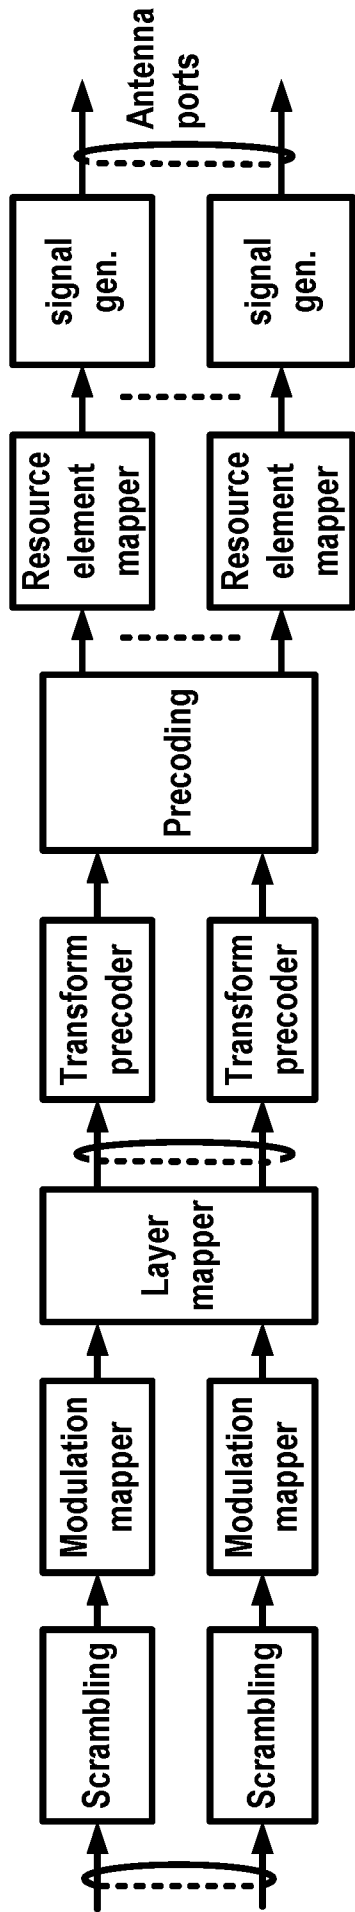 Scrambling
Scrambling
Modulation
mapper
Modulation
mapper
Layer
mapper
Transform
precoder
Transform
precoder
Precoding
Resource
element
mapper
Resource
element
mapper
signal
gen.
signal
gen.
Antenna
ports